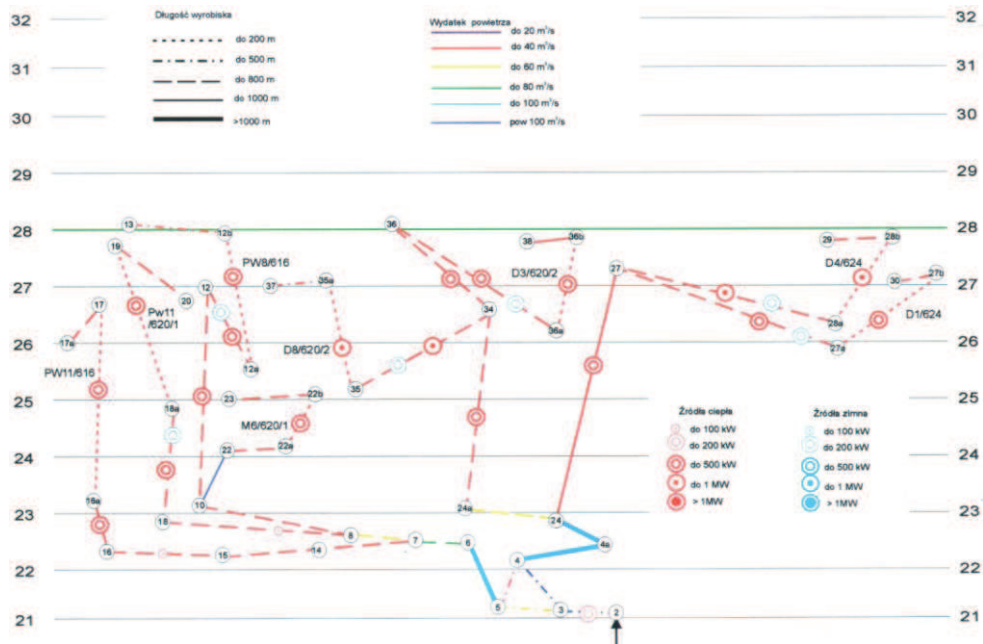 Długość wyrobiska
do 200 m
do 500 m
do 800 m
do 1000 m
>1000 m
Wydatek powietrza
do 20 m³/s
do 40 m³/s
do 60 m³/s
do 80 m³/s
do 100 m³/s
pow 100 m³/s
32 32
31 31
30 30
29 29
28 28
27 27
26 26
25 25
24 24
23 23
22 22
21 21
13 12b 36 38 36b 29 28b
19 PW8/616 D3/620/2 27 D4/624
12 37 35a 30 27b
17 20 34
Pw11
/620/1
28a D1/624
17a 12a D8/620/2 36a 27a
PW11/616 35
23 22b
18a M6/620/1
22 22a
16a 10 24a
18 8 24
16 15 14 7 6 4 4a
5 3 2
Źródła ciepła
do 100 kW
do 200 kW
do 500 kW
do 1 MW
> 1MW
Źródła zimna
do 100 kW
do 200 kW
do 500 kW
do 1 MW
> 1MW